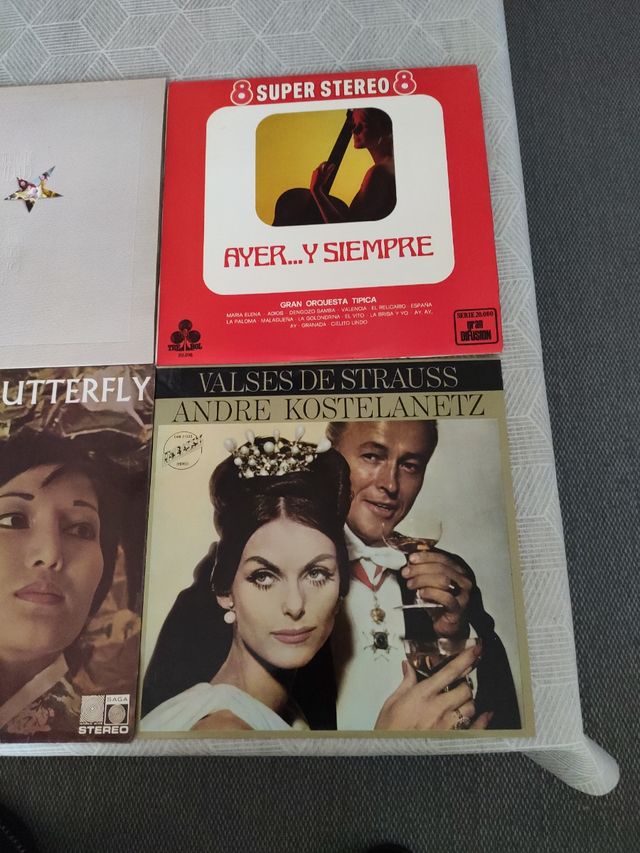 8 SUPER STEREO 8
AYER...Y SIEMPRE
GRAN ORQUESTA TIPICA
MARIA ELENA · ADIOS · DENGOZO SAMBA · VALENCIA · EL RELICARIO · ESPAÑA
LA PALOMA · MALAGUEÑA · LA GOLONDRINA · EL VITO · LA BRISA Y YO · AY, AY,
AY · GRANADA · CIELITO LINDO
TREBOL
SERIE 20.000
gran
DIFUSION
UTTERFLY
SAGA
STEREO
VALSES DE STRAUSS
ANDRE KOSTELANETZ
STEREO